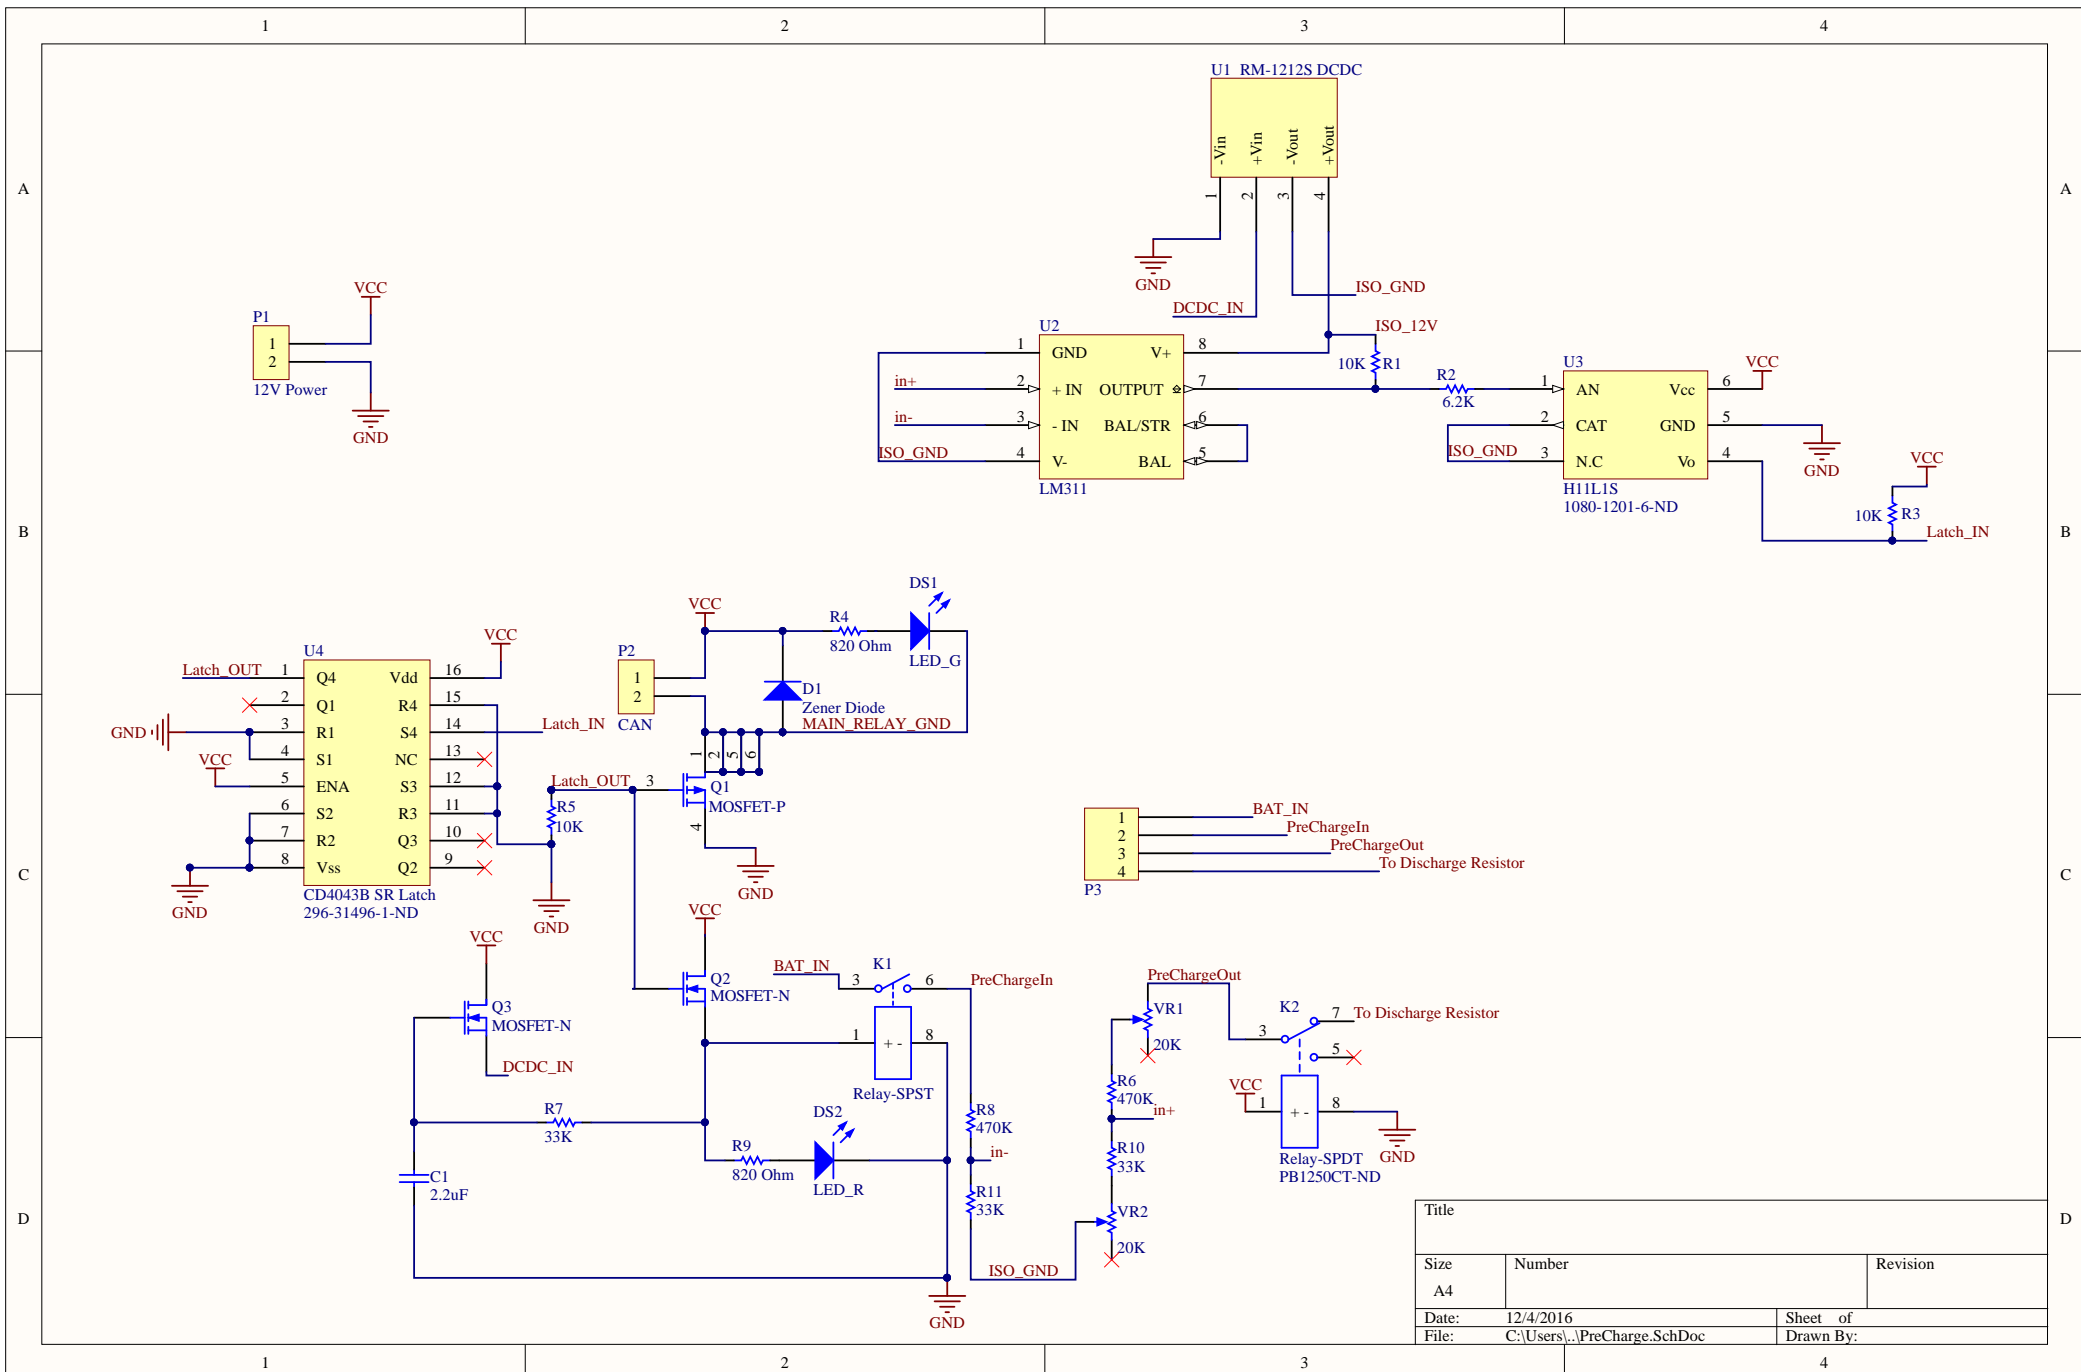 1
2
3
4
A
A
U1 RM-1212S DCDC
-Vin
+Vin
-Vout
+Vout
1
2
3
4
GND
ISO_GND
DCDC_IN
ISO_12V
VCC
P1
1
2
12V Power
GND
U2
1 GND V+ 8
in+ 2 + IN OUTPUT 7
in- 3 - IN BAL/STR 6
ISO_GND 4 V- BAL 5
LM311
10K R1
R2
6.2K
U3
1 AN Vcc 6
2 CAT GND 5
ISO_GND 3 N.C Vo 4
H11L1S
1080-1201-6-ND
VCC
GND
VCC
10K R3
Latch_IN
B
B
U4
VCC
Latch_OUT 1 Q4 Vdd 16
2 Q1 R4 15
GND 3 R1 S4 14 Latch_IN
4 S1 NC 13
VCC
5 ENA S3 12
6 S2 R3 11
7 R2 Q3 10
8 Vss Q2 9
CD4043B SR Latch
296-31496-1-ND
GND
VCC
P2
1
2
CAN
R4
820 Ohm
DS1
LED_G
D1
Zener Diode
MAIN_RELAY_GND
1
2
5
6
Latch_OUT 3
Q1
MOSFET-P
4
GND
R5
10K
GND
P3
1 BAT_IN
2 PreChargeIn
3 PreChargeOut
4 To Discharge Resistor
C
C
VCC
Q3
MOSFET-N
DCDC_IN
VCC
Q2
MOSFET-N
BAT_IN
K1
3
6
PreChargeIn
1
+ -
8
Relay-SPST
R7
33K
R9
820 Ohm
DS2
LED_R
C1
2.2uF
R8
470K
in-
R11
33K
ISO_GND
GND
PreChargeOut
VR1
20K
R6
470K
in+
R10
33K
VR2
20K
K2
3
7 To Discharge Resistor
5
VCC
1
+ -
8
GND
Relay-SPDT
PB1250CT-ND
D
D
Title
Size
Number
Revision
A4
Date: 12/4/2016 Sheet of
File: C:\Users\..\PreCharge.SchDoc Drawn By:
1
2
3
4